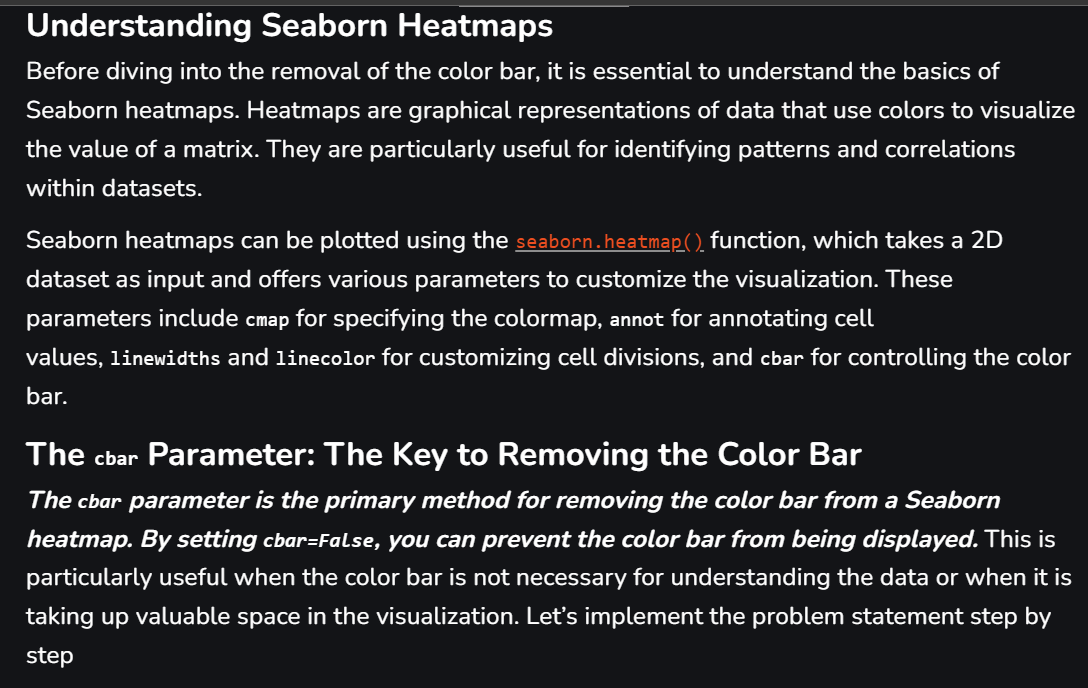 Understanding Seaborn Heatmaps
Before diving into the removal of the color bar, it is essential to understand the basics of
Seaborn heatmaps. Heatmaps are graphical representations of data that use colors to visualize
the value of a matrix. They are particularly useful for identifying patterns and correlations
within datasets.
Seaborn heatmaps can be plotted using the seaborn.heatmap() function, which takes a 2D
dataset as input and offers various parameters to customize the visualization. These
parameters include cmap for specifying the colormap, annot for annotating cell
values, linewidths and linecolor for customizing cell divisions, and cbar for controlling the color
bar.
The cbar Parameter: The Key to Removing the Color Bar
The cbar parameter is the primary method for removing the color bar from a Seaborn
heatmap. By setting cbar=False, you can prevent the color bar from being displayed. This is
particularly useful when the color bar is not necessary for understanding the data or when it is
taking up valuable space in the visualization. Let’s implement the problem statement step by
step